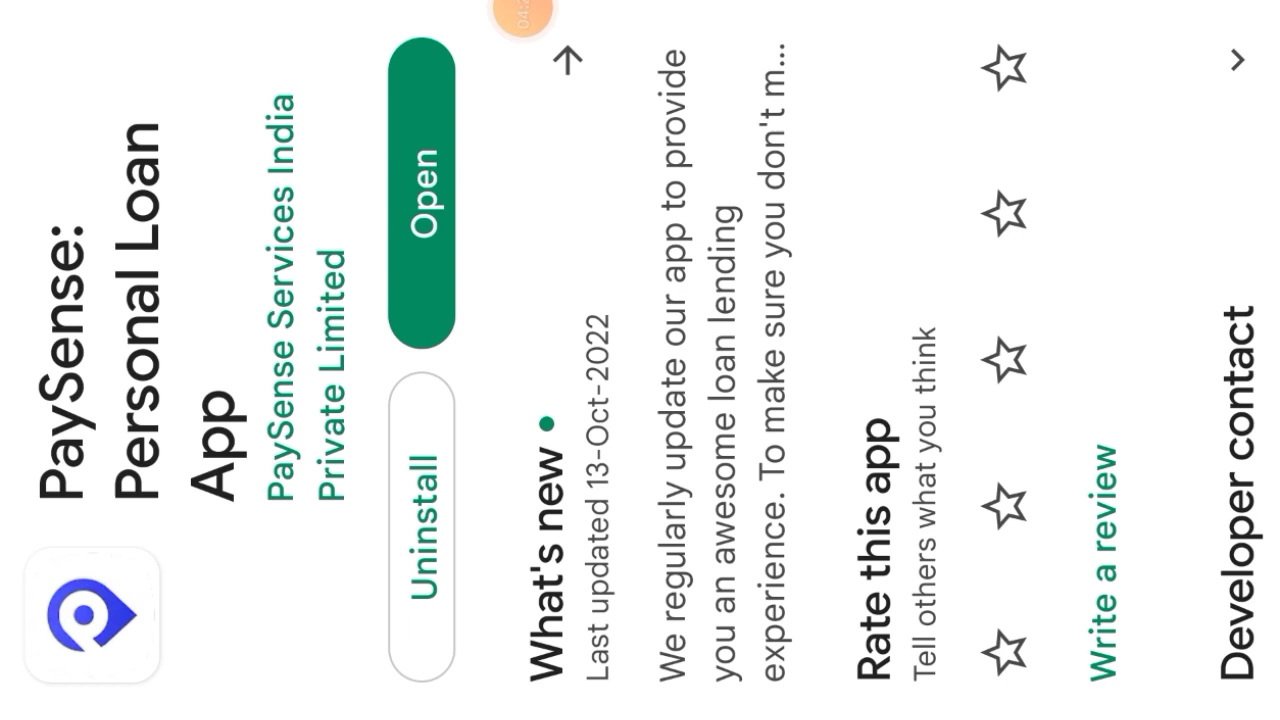 PaySense:
Personal Loan
App
PaySense Services India
Private Limited
Uninstall
Open
What's new
Last updated 13-Oct-2022
We regularly update our app to provide
you an awesome loan lending
experience. To make sure you don't m...
Rate this app
Tell others what you think
Write a review
Developer contact